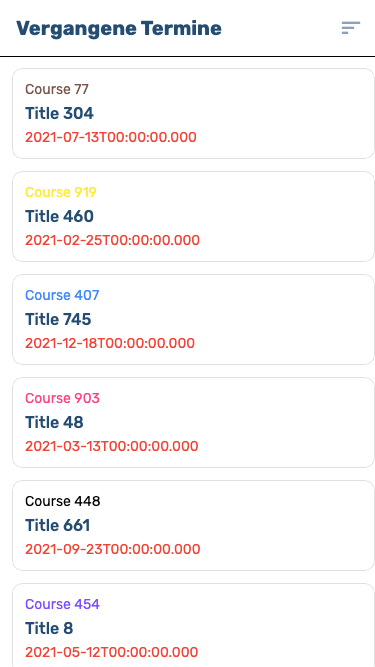 Vergangene Termine
Course 77
Title 304
2021-07-13T00:00:00.000
Course 919
Title 460
2021-02-25T00:00:00.000
Course 407
Title 745
2021-12-18T00:00:00.000
Course 903
Title 48
2021-03-13T00:00:00.000
Course 448
Title 661
2021-09-23T00:00:00.000
Course 454
Title 8
2021-05-12T00:00:00.000